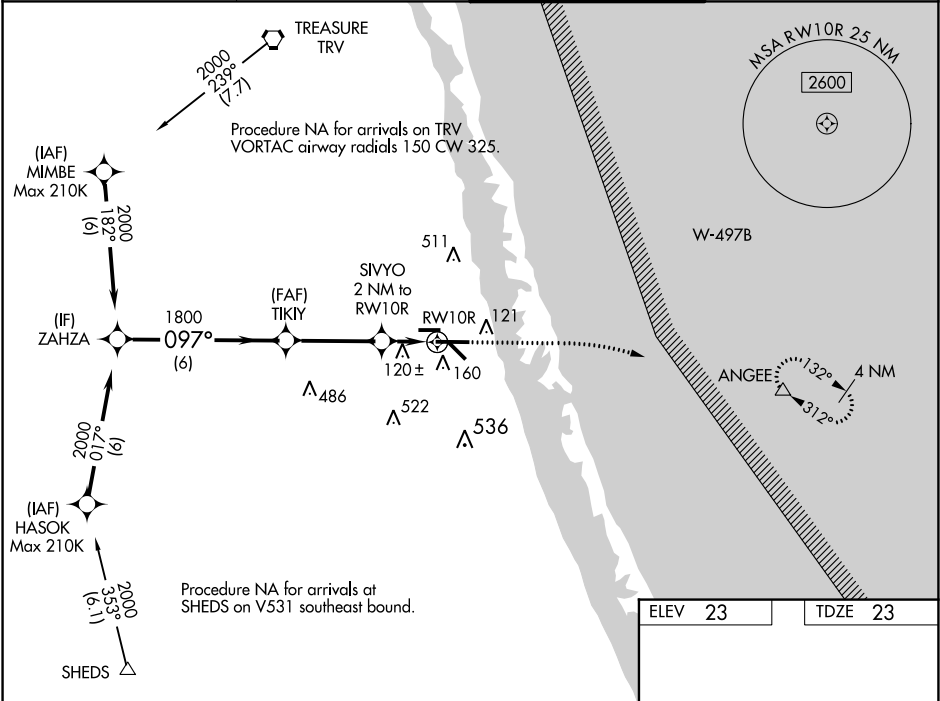 TREASURE
TRV
2000
239°
(7.7)
Procedure NA for arrivals on TRV
VORTAC airway radials 150 CW 325.
MSA RW10R 25 NM
2600
(IAF)
MIMBE
Max 210K
2000
182°
(6)
W-497B
511
SIVYO
2 NM to
RW10R
(FAF)
TIKIY
RW10R
121
(IF)
ZAHZA
1800
097°
(6)
120 ±
160
486
522
536
ANGEE
132°
4 NM
312°
2000
017°
(6)
(IAF)
HASOK
Max 210K
2000
353°
(6.1)
Procedure NA for arrivals at
SHEDS on V531 southeast bound.
SHEDS
ELEV 23
TDZE 23